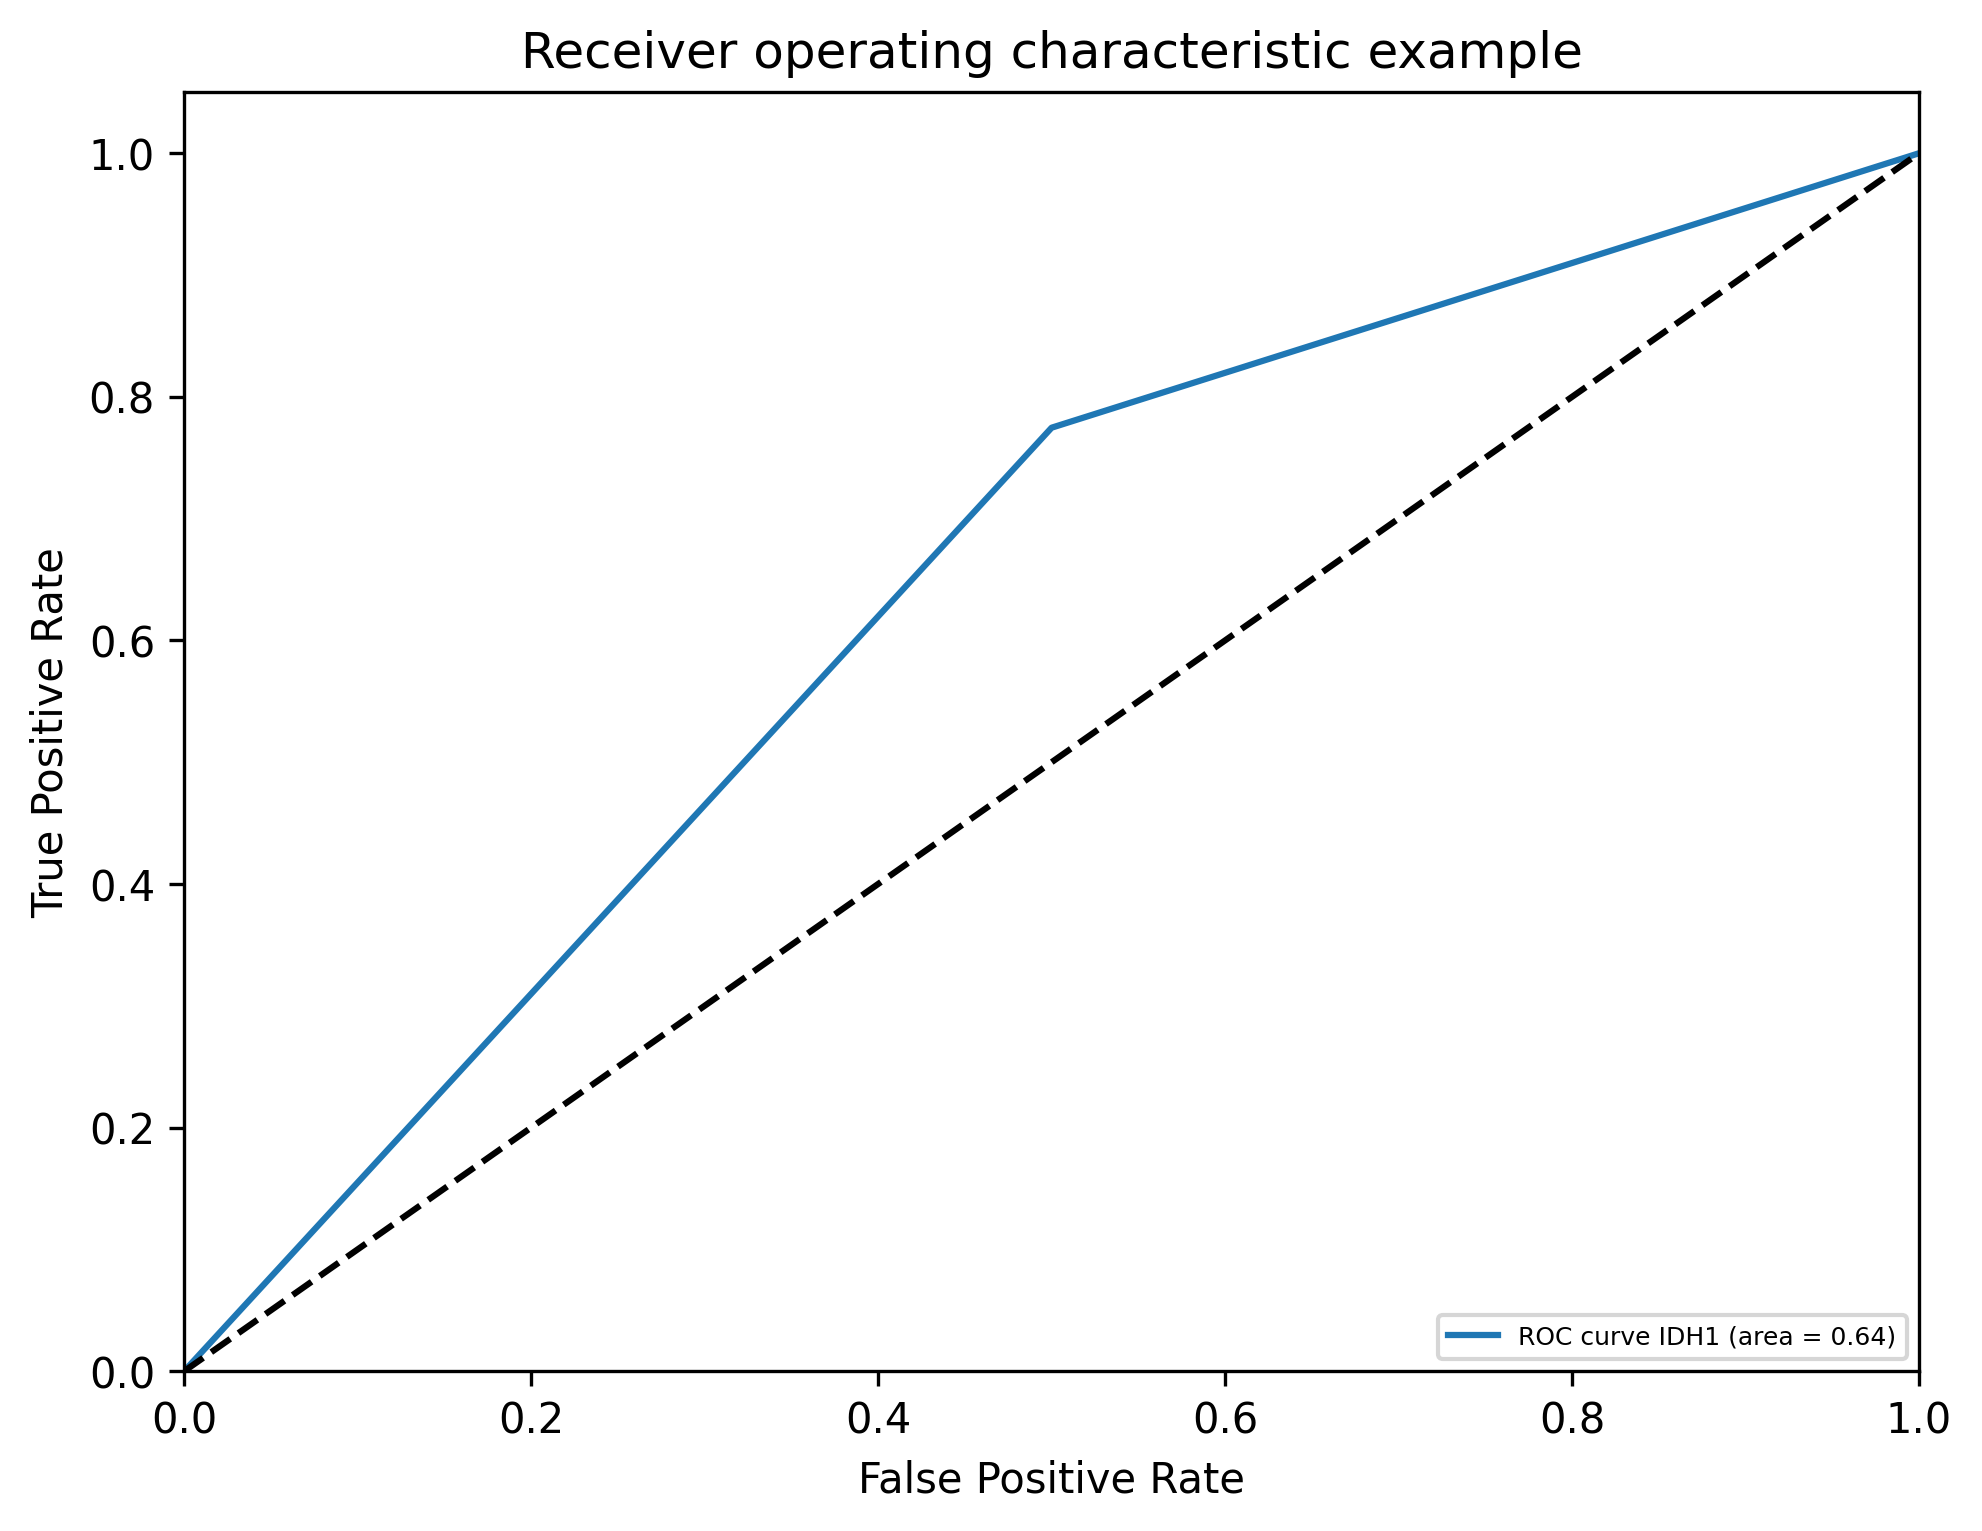 Receiver operating characteristic example
True Positive Rate
1.0
0.8
0.6
0.4
0.2
0.0
ROC curve IDH1 (area = 0.64)
0.0 0.2 0.4 0.6 0.8 1.0
False Positive Rate